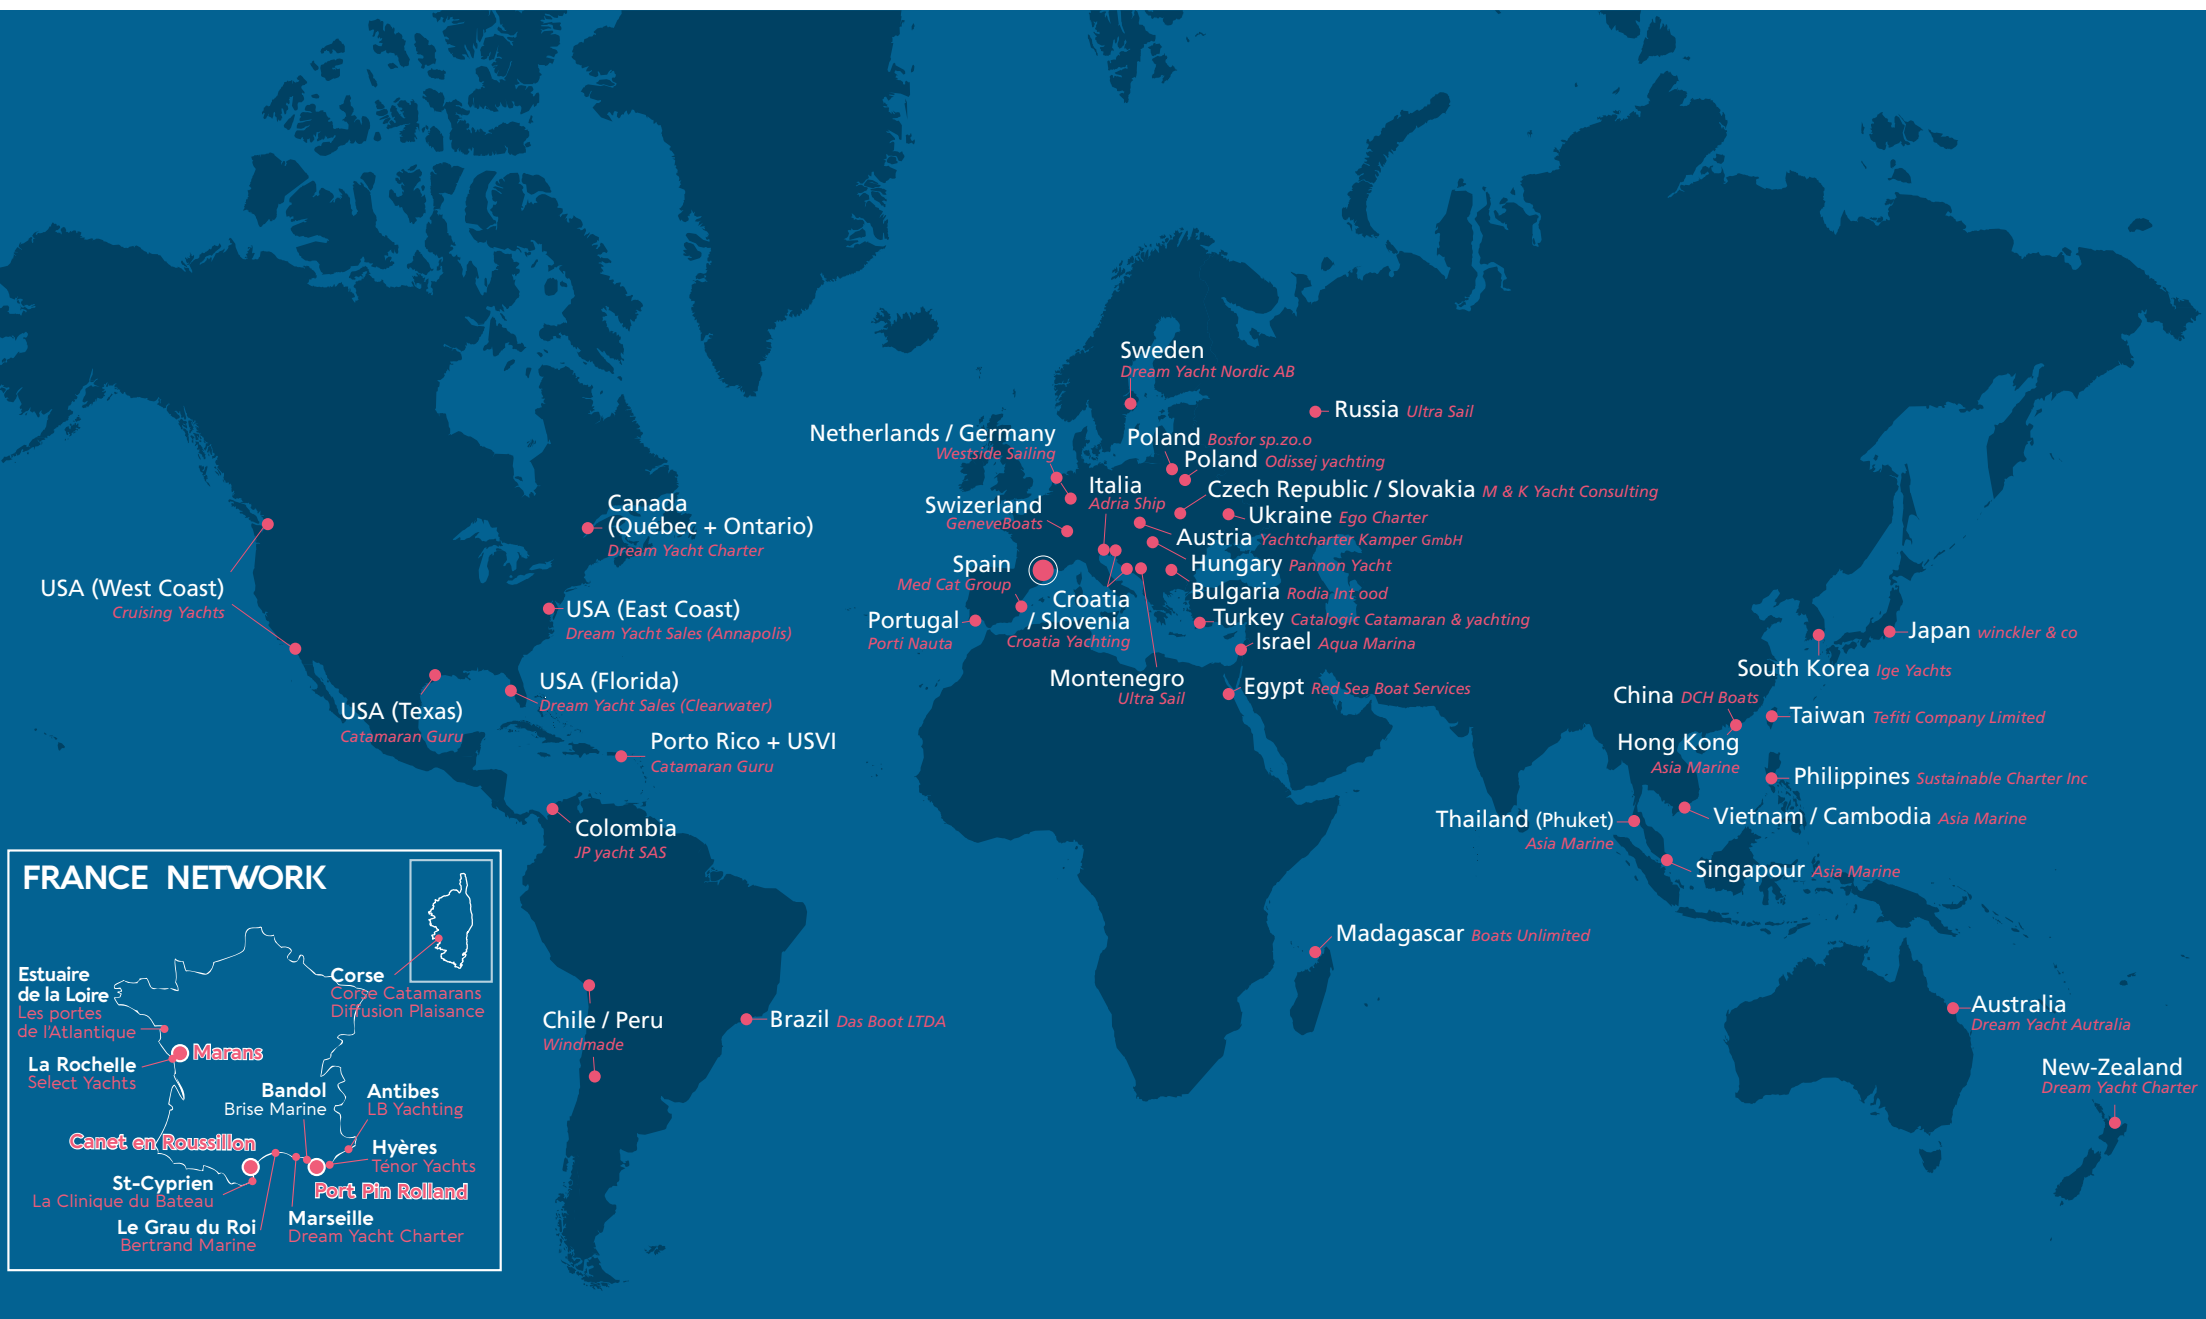 Sweden
Dream Yacht Nordic AB
Russia Ultra Sail
Netherlands / Germany
Westside Sailing
Poland Bosfor sp.zo.o
Poland Odissej yachting
Italia
Adria Ship
Czech Republic / Slovakia M & K Yacht Consulting
Swizerland
GeneveBoats
Ukraine Ego Charter
Austria Yachtcharter Kamper GmbH
Hungary Pannon Yacht
Spain
Med Cat Group
Bulgaria Rodia Int ood
Croatia
/ Slovenia
Croatia Yachting
Portugal
Porti Nauta
Turkey Catalogic Catamaran & yachting
Israel Aqua Marina
Montenegro
Ultra Sail
Egypt Red Sea Boat Services
Canada
(Québec + Ontario)
Dream Yacht Charter
USA (West Coast)
Cruising Yachts
USA (East Coast)
Dream Yacht Sales (Annapolis)
USA (Florida)
Dream Yacht Sales (Clearwater)
USA (Texas)
Catamaran Guru
Porto Rico + USVI
Catamaran Guru
Colombia
JP yacht SAS
Chile / Peru
Windmade
Brazil Das Boot LTDA
Japan winckler & co
South Korea Ige Yachts
China DCH Boats
Taiwan Tefiti Company Limited
Hong Kong
Asia Marine
Philippines Sustainable Charter Inc
Thailand (Phuket)
Asia Marine
Vietnam / Cambodia Asia Marine
Singapour Asia Marine
Madagascar Boats Unlimited
Australia
Dream Yacht Autralia
New-Zealand
Dream Yacht Charter
FRANCE NETWORK
Estuaire
de la Loire
Les portes
de l'Atlantique
Corse
Corse Catamarans
Diffusion Plaisance
Marans
La Rochelle
Select Yachts
Bandol
Brise Marine
Antibes
LB Yachting
Canet en Roussillon
Hyères
Ténor Yachts
St-Cyprien
La Clinique du Bateau
Port Pin Rolland
Le Grau du Roi
Bertrand Marine
Marseille
Dream Yacht Charter